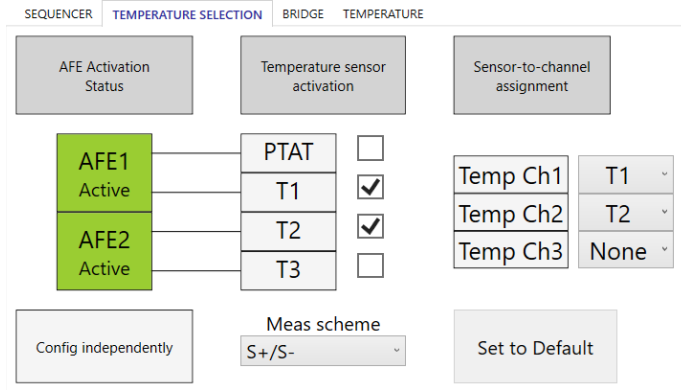 SEQUENCER TEMPERATURE SELECTION BRIDGE TEMPERATURE
AFE Activation
Status
Temperature sensor
activation
Sensor-to-channel
assignment
AFE1
Active
AFE2
Active
PTAT
T1
T2
T3
Temp Ch1 T1
Temp Ch2 T2
Temp Ch3 None
Config independently
Meas scheme
S+/S-
Set to Default